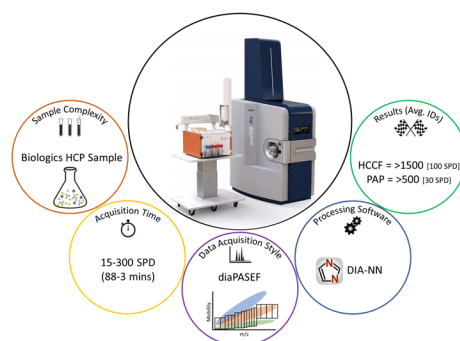 Sample Complexity
Biologics HCP Sample
Acquisition Time
15-300 SPD
(88-3 mins)
Data Acquisition Style
diaPASEF
Mobility
m/z
Processing Software
N
N
DIA-NN
Results (Avg. IDs)
HCCF = >1500 [100 SPD]
PAP = >500 [30 SPD]